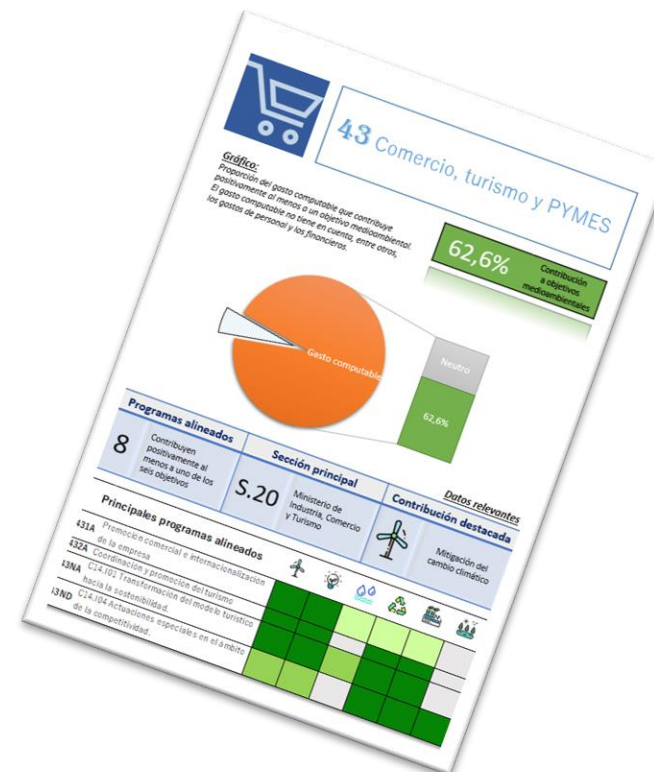 43 Comercio, turismo y PYMES
Gráfico:
Proporción del gasto computable que contribuye
positivamente al menos a un objetivo medioambiental.
El gasto computable no tiene en cuenta, entre otros,
los gastos de personal y los financieros.
62,6%
Contribución
a objetivos
medioambientales
Gasto computable
Neutro
62,6%
Datos relevantes
Programas alineados
8
Contribuyen
positivamente al
menos a uno de los
seis objetivos
Sección principal
S.20
Ministerio de
Industria, Comercio
y Turismo
Contribución destacada
Mitigación del
cambio climático
Principales programas alineados
431A Promoción comercial e internacionalización
de la empresa
432A Coordinación y promoción del turismo
43NA C14.I01 Transformación del modelo turístico
hacia la sostenibilidad.
43ND C14.I04 Actuaciones especiales en el ámbito
de la competitividad.